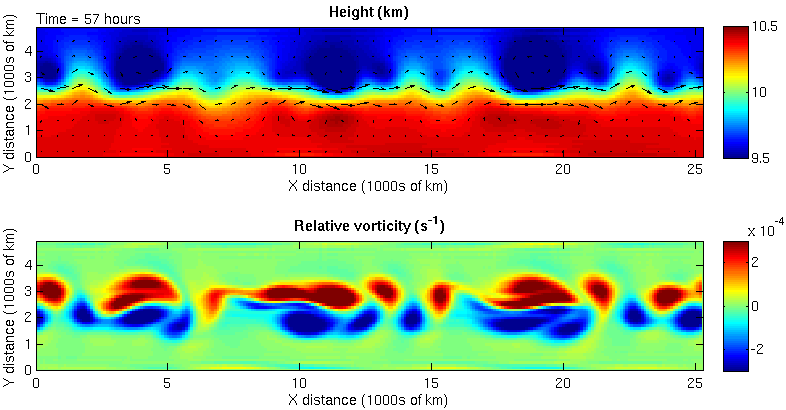 Height (km)
Time = 57 hours
10.5
10
9.5
4
3
2
1
0
Y distance (1000s of km)
0 5 10 15 20 25
X distance (1000s of km)
Relative vorticity (s⁻¹)
x 10⁻⁴
2
0
-2
4
3
2
1
0
Y distance (1000s of km)
0 5 10 15 20 25
X distance (1000s of km)